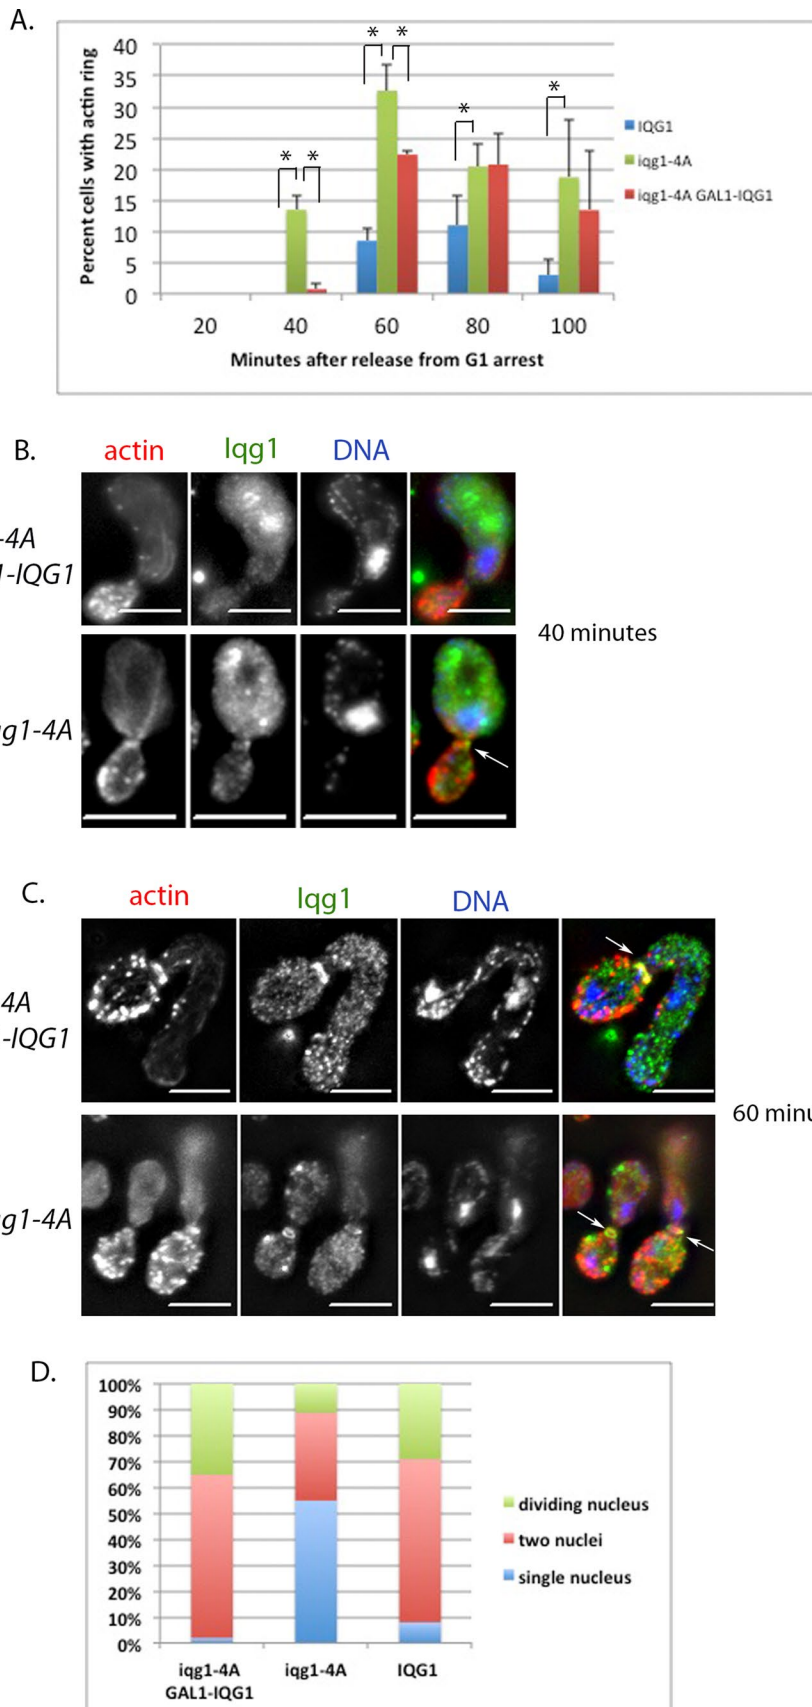 A.
Percent cells with actin ring
40
35
30
25
20
15
10
5
0
* *
* *
*
*
20 40 60 80 100
Minutes after release from G1 arrest
IQG1
iqg1-4A
iqg1-4A GAL1-IQG1
B.
actin Iqg1 DNA
-4A
1-IQG1
g1-4A
40 minutes
C.
actin Iqg1 DNA
4A
-IQG1
g1-4A
60 minu
D.
100%
90%
80%
70%
60%
50%
40%
30%
20%
10%
0%
iqg1-4A GAL1-IQG1
iqg1-4A
IQG1
dividing nucleus
two nuclei
single nucleus